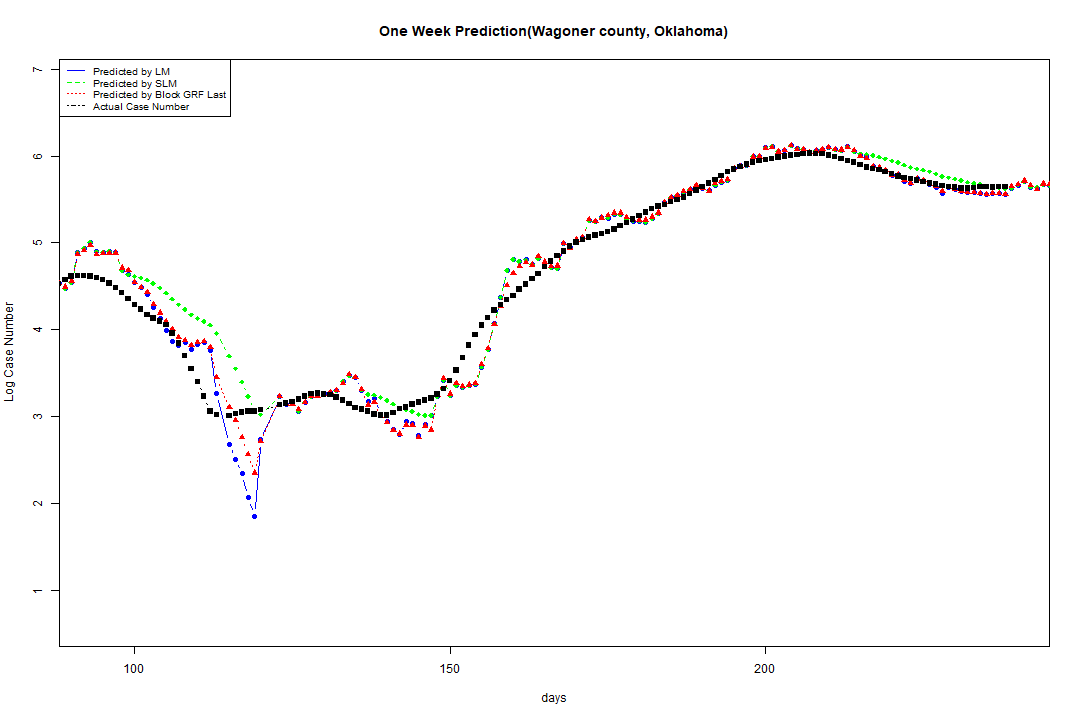 One Week Prediction(Wagoner county, Oklahoma)
Predicted by LM
Predicted by SLM
Predicted by Block GRF Last
Actual Case Number
7
6
5
4
3
2
1
Log Case Number
100 150 200
days